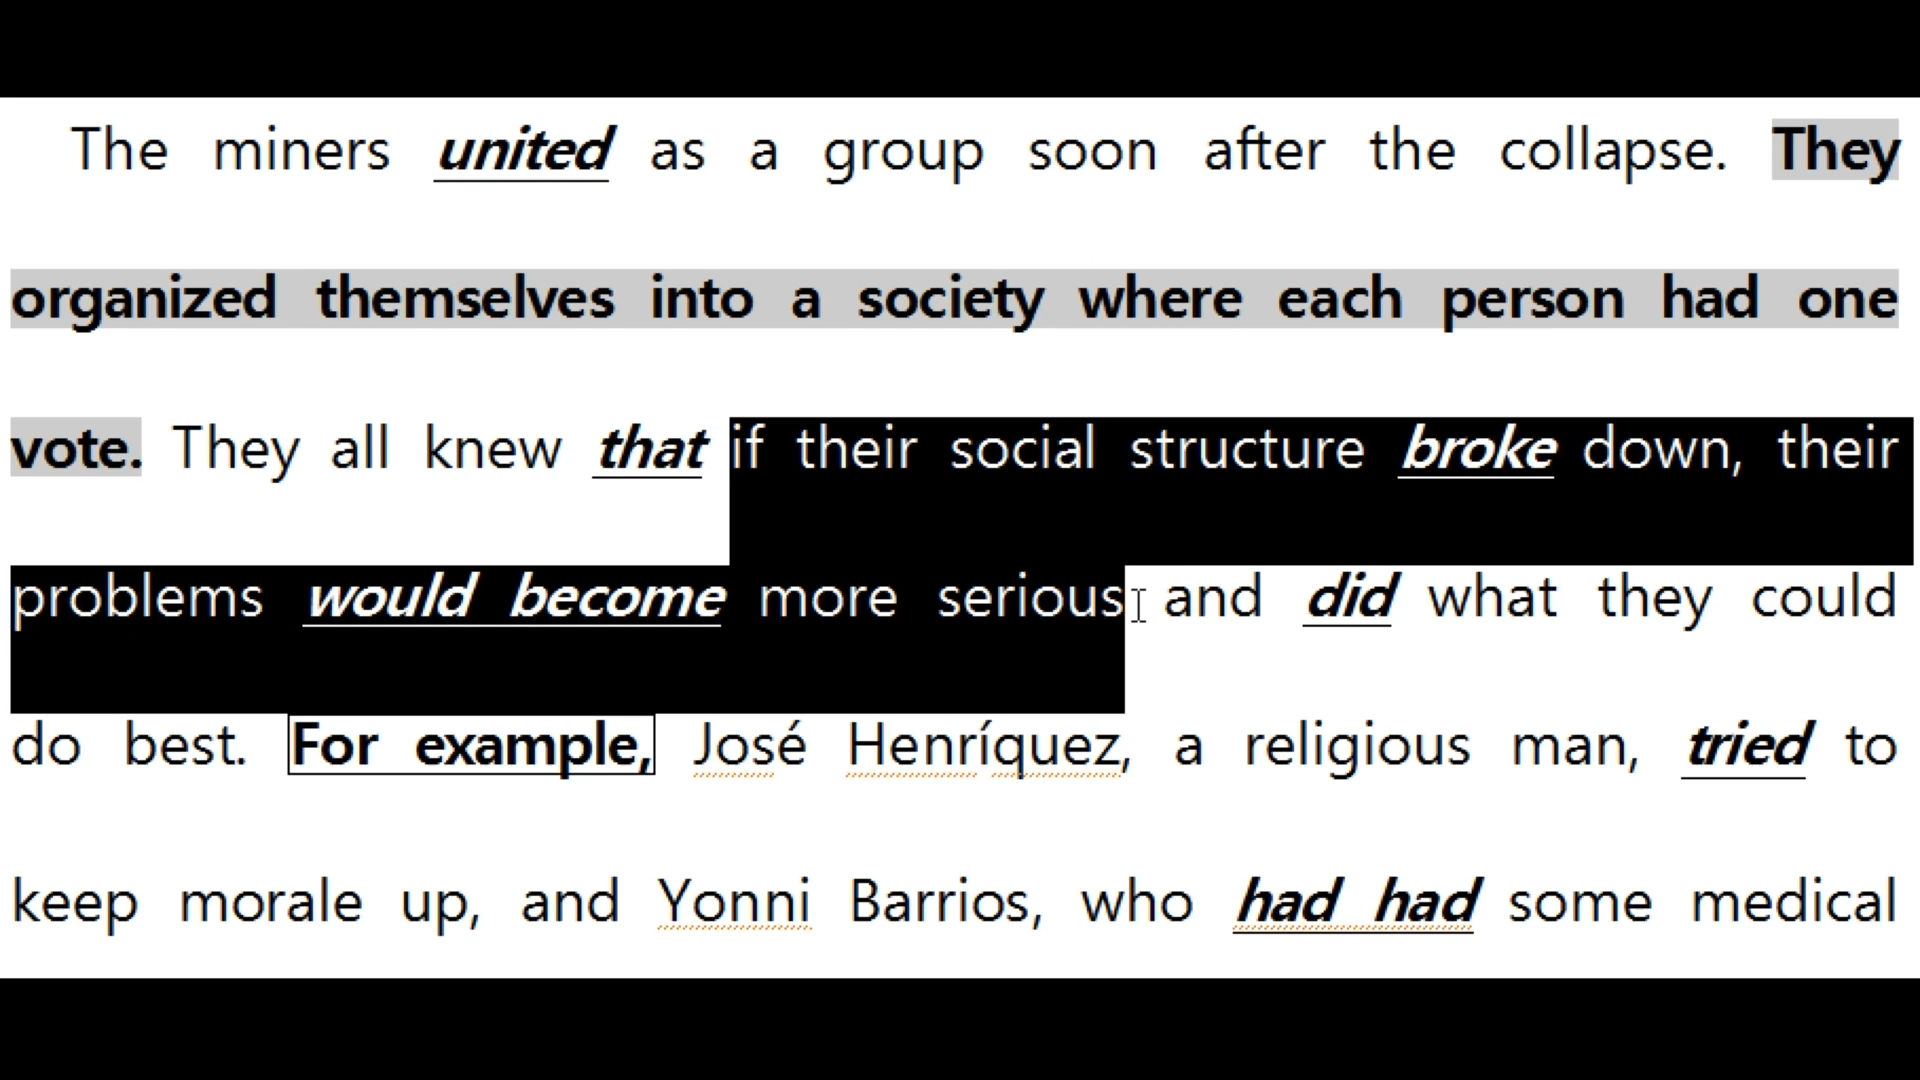 The miners united as a group soon after the collapse. They
organized themselves into a society where each person had one
vote. They all knew that if their social structure broke down, their
problems would become more serious and did what they could
do best. For example, José Henríquez, a religious man, tried to
keep morale up, and Yonni Barrios, who had had some medical